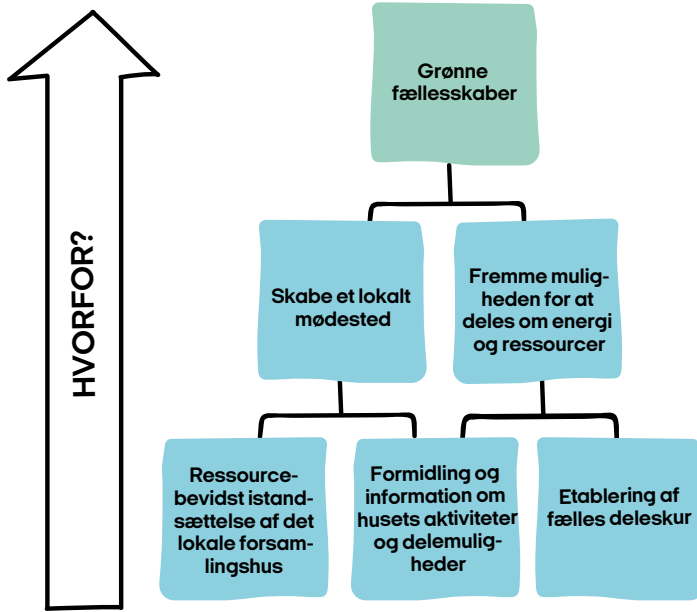 HVORFOR?
Grønne
fællesskaber
Skabe et lokalt
mødested
Fremme mulig-
heden for at
deles om energi
og ressourcer
Ressource-
bevidst istand-
sættelse af det
lokale forsam-
lingshus
Formidling og
information om
husets aktiviteter
og delemulig-
heder
Etablering af
fælles deleskur